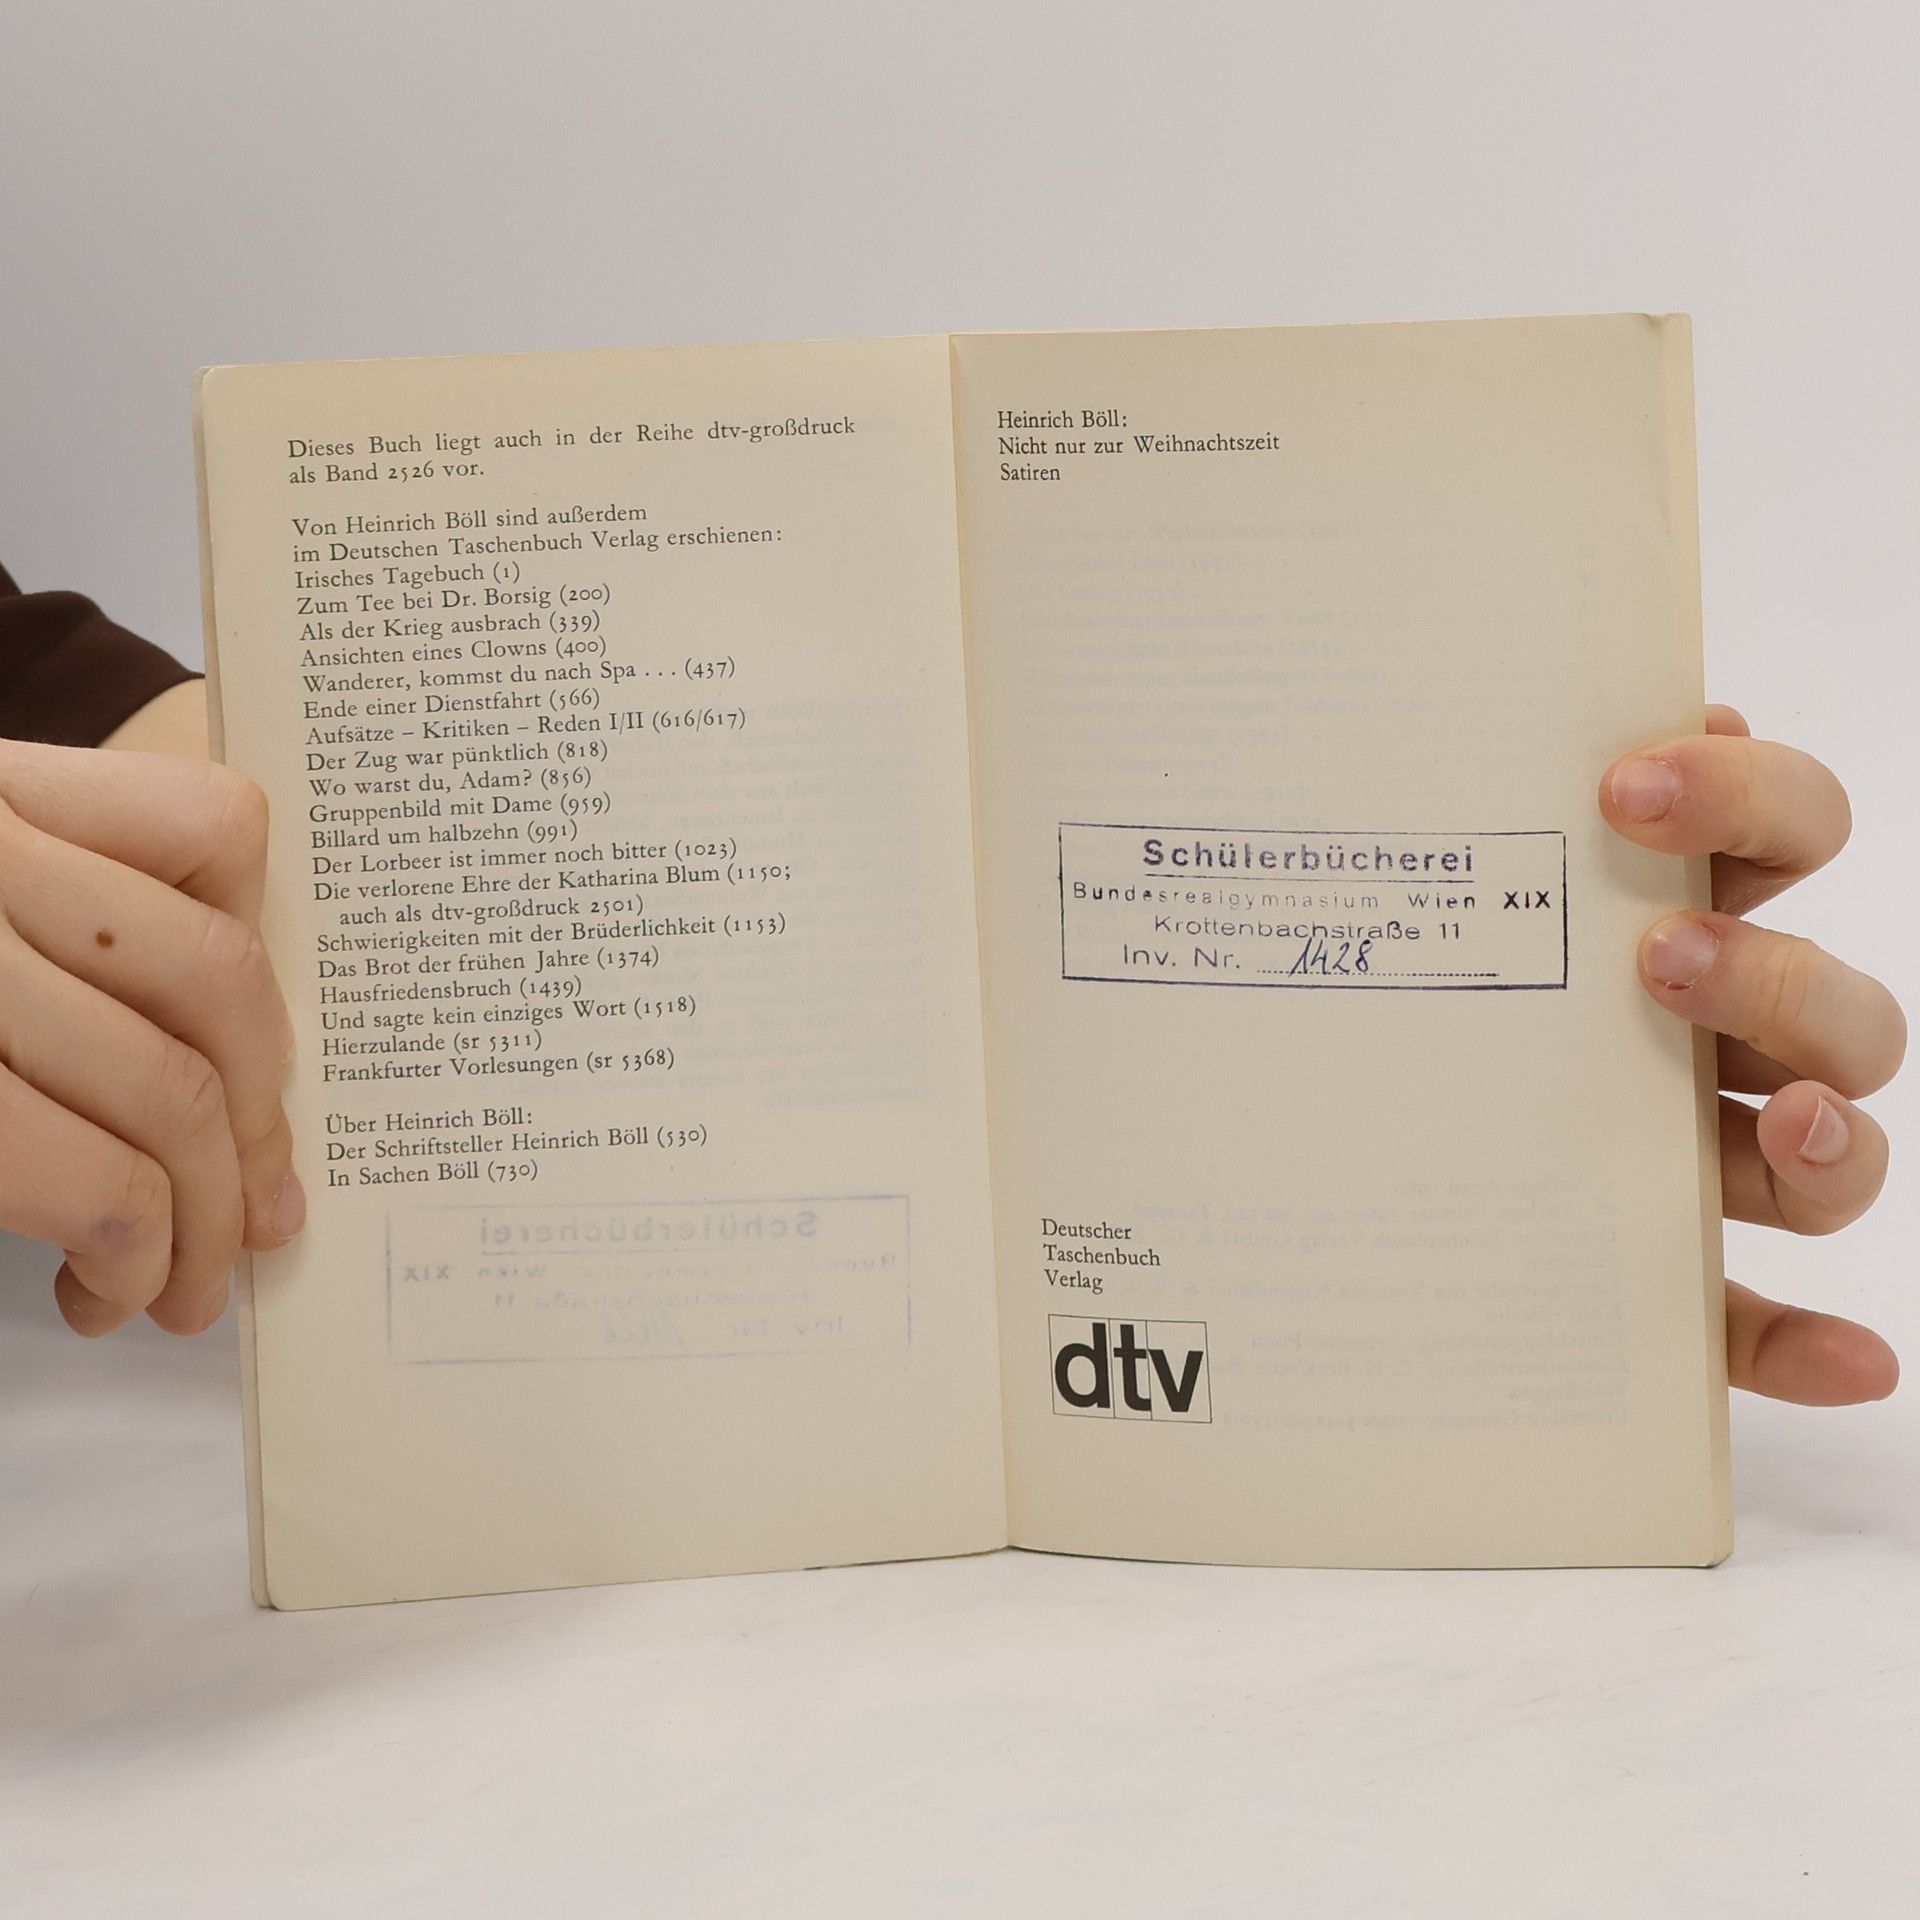 Dieses Buch liegt auch in der Reihe dtv-großdruck
als Band 2526 vor.
Von Heinrich Böll sind außerdem
im Deutschen Taschenbuch Verlag erschienen:
Irisches Tagebuch (1)
Zum Tee bei Dr. Borsig (200)
Als der Krieg ausbrach (339)
Ansichten eines Clowns (400)
Wanderer, kommst du nach Spa . . . (437)
Ende einer Dienstfahrt (566)
Aufsätze – Kritiken – Reden I/II (616/617)
Der Zug war pünktlich (818)
Wo warst du, Adam? (856)
Gruppenbild mit Dame (959)
Billard um halbzehn (991)
Der Lorbeer ist immer noch bitter (1023)
Die verlorene Ehre der Katharina Blum (1150;
auch als dtv-großdruck 2501)
Schwierigkeiten mit der Brüderlichkeit (1153)
Das Brot der frühen Jahre (1374)
Hausfriedensbruch (1439)
Und sagte kein einziges Wort (1518)
Hierzulande (sr 5311)
Frankfurter Vorlesungen (sr 5368)
Über Heinrich Böll:
Der Schriftsteller Heinrich Böll (530)
In Sachen Böll (730)
Heinrich Böll:
Nicht nur zur Weihnachtszeit
Satiren
Schülerbücherei
Bundesrealgymnasium Wien XIX
Krottenbachstraße 11
Inv. Nr. 1428
Deutscher
Taschenbuch
Verlag
dtv